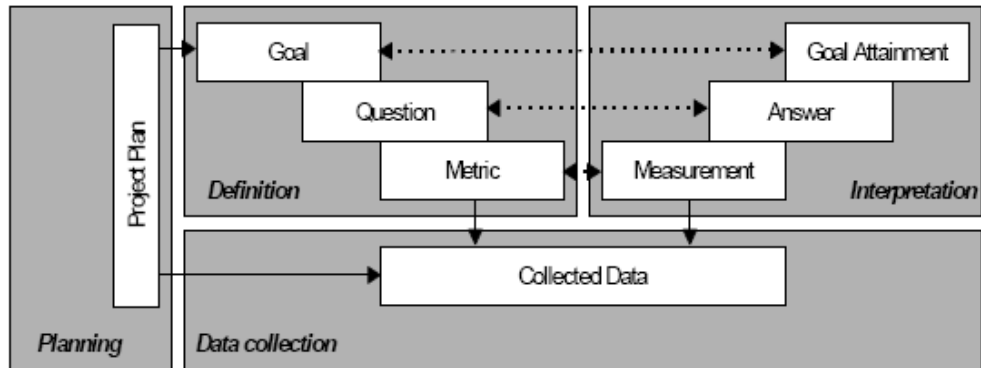 Goal
Goal Attainment
Question
Answer
Project Plan
Metric
Measurement
Definition
Interpretation
Collected Data
Planning
Data collection